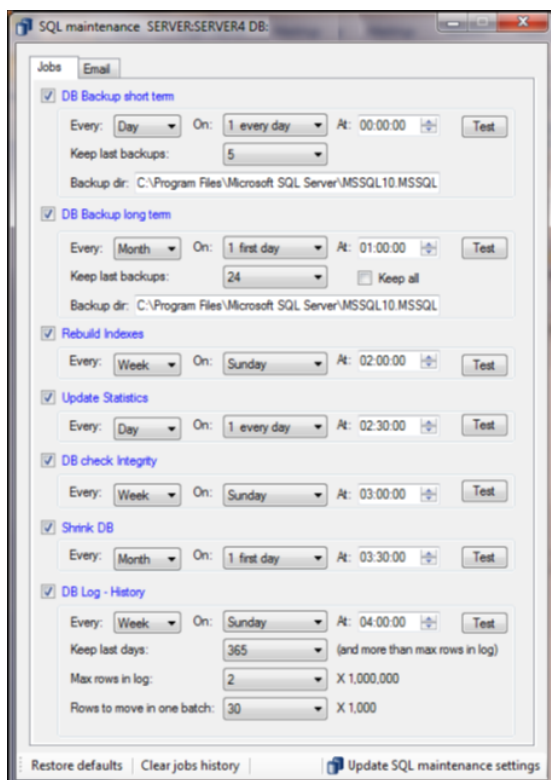 SQL maintenance SERVER:SERVER4 DB:
Jobs Email
DB Backup short term
Every: Day On: 1 every day At: 00:00:00 Test
Keep last backups: 5
Backup dir: C:\Program Files\Microsoft SQL Server\MSSQL10.MSSQL
DB Backup long term
Every: Month On: 1 first day At: 01:00:00 Test
Keep last backups: 24 Keep all
Backup dir: C:\Program Files\Microsoft SQL Server\MSSQL10.MSSQL
Rebuild Indexes
Every: Week On: Sunday At: 02:00:00 Test
Update Statistics
Every: Day On: 1 every day At: 02:30:00 Test
DB check Integrity
Every: Week On: Sunday At: 03:00:00 Test
Shrink DB
Every: Month On: 1 first day At: 03:30:00 Test
DB Log - History
Every: Week On: Sunday At: 04:00:00 Test
Keep last days: 365 (and more than max rows in log)
Max rows in log: 2 X 1,000,000
Rows to move in one batch: 30 X 1,000
Restore defaults Clear jobs history Update SQL maintenance settings